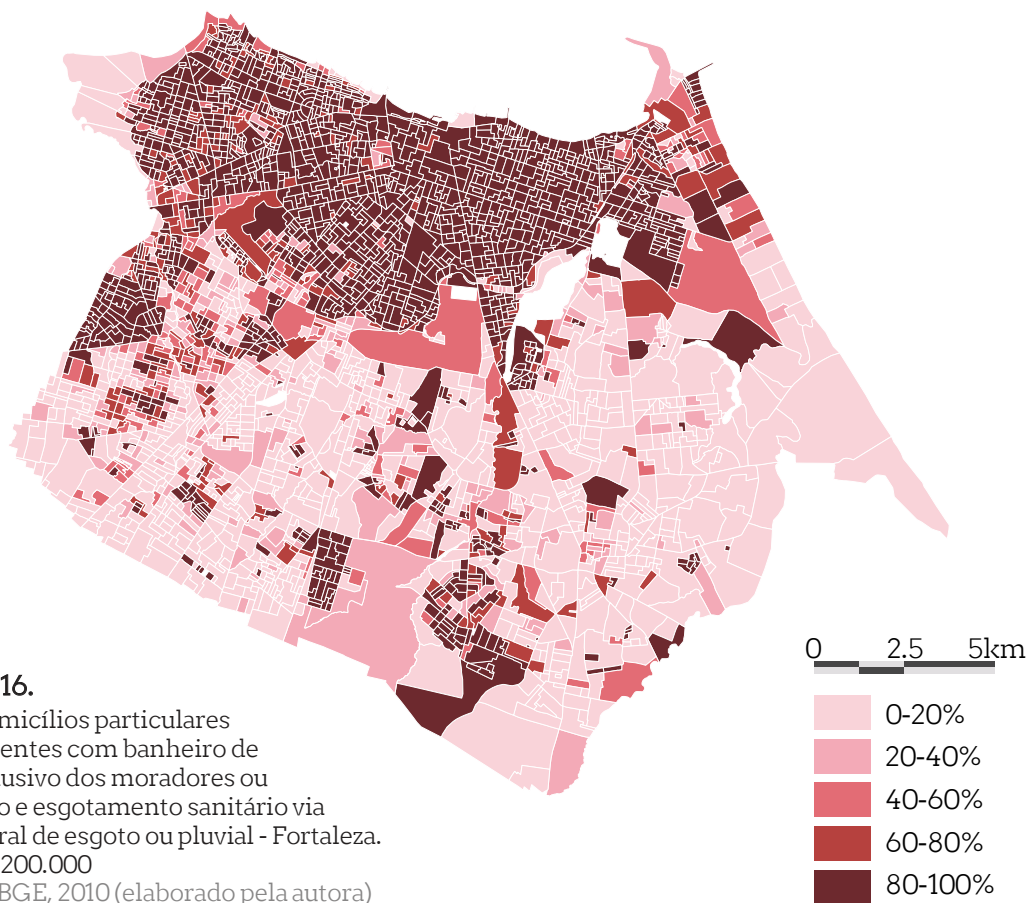 16.
micílios particulares
entes com banheiro de
usivo dos moradores ou
o e esgotamento sanitário via
ral de esgoto ou pluvial - Fortaleza.
200.000
BGE, 2010 (elaborado pela autora)
0 2.5 5km
0-20%
20-40%
40-60%
60-80%
80-100%